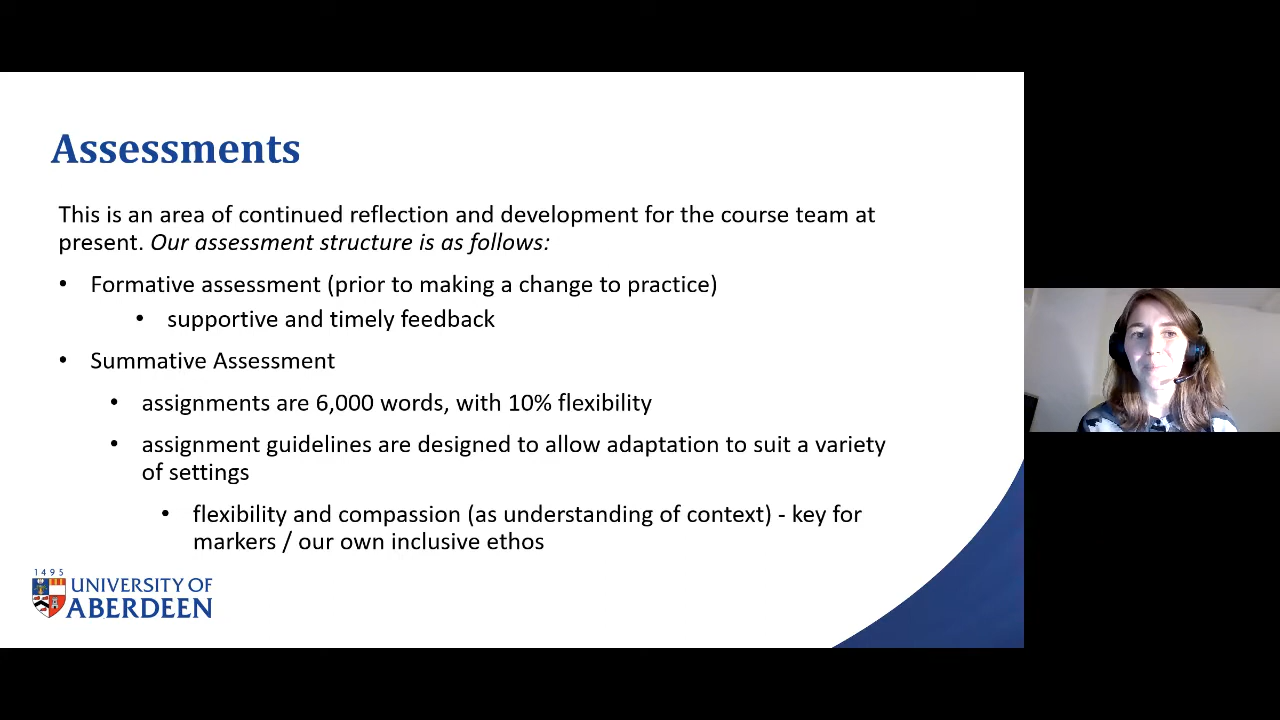 Assessments
This is an area of continued reflection and development for the course team at
present. Our assessment structure is as follows:
• Formative assessment (prior to making a change to practice)
• supportive and timely feedback
• Summative Assessment
• assignments are 6,000 words, with 10% flexibility
• assignment guidelines are designed to allow adaptation to suit a variety
of settings
• flexibility and compassion (as understanding of context) - key for
markers / our own inclusive ethos
1495
UNIVERSITY OF
ABERDEEN